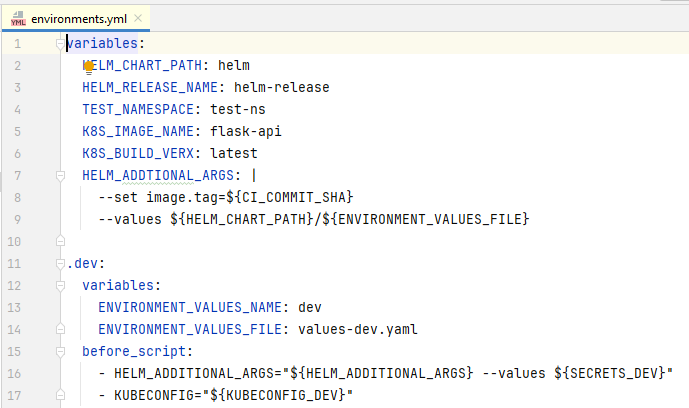 YML environments.yml ×
1 variables:
2 HELM_CHART_PATH: helm
3 HELM_RELEASE_NAME: helm-release
4 TEST_NAMESPACE: test-ns
5 K8S_IMAGE_NAME: flask-api
6 K8S_BUILD_VERX: latest
7 HELM_ADDTIONAL_ARGS: |
8 --set image.tag=${CI_COMMIT_SHA}
9 --values ${HELM_CHART_PATH}/${ENVIRONMENT_VALUES_FILE}
10
11 .dev:
12 variables:
13 ENVIRONMENT_VALUES_NAME: dev
14 ENVIRONMENT_VALUES_FILE: values-dev.yaml
15 before_script:
16 - HELM_ADDITIONAL_ARGS="${HELM_ADDITIONAL_ARGS} --values ${SECRETS_DEV}"
17 - KUBECONFIG="${KUBECONFIG_DEV}"